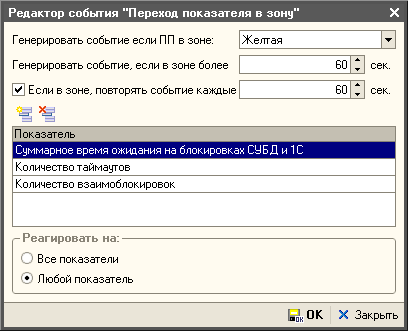 Редактор события "Переход показателя в зону"
Генерировать событие если ПП в зоне: Желтая
Генерировать событие, если в зоне более 60 сек.
Если в зоне, повторять событие каждые 60 сек.
Показатель
Суммарное время ожидания на блокировках СУБД и 1С
Количество таймаутов
Количество взаимоблокировок
Реагировать на:
Все показатели
Любой показатель
OK Закрыть